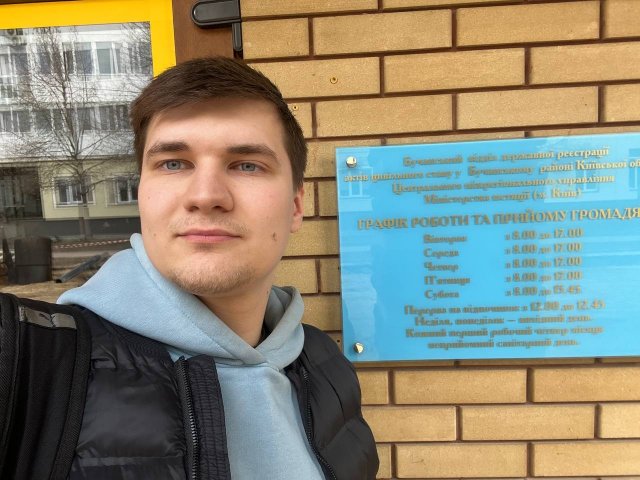 Бучанський відділ державної реєстрації
актів цивільного стану у Бучанському районі Київської об
Центрального міжрегіонального управління
Міністерства юстиції (м. Київ)
ГРАФІК РОБОТИ ТА ПРИЙОМУ ГРОМАДЯ
Вівторок з 8.00 до 17.00
Середа з 8.00 до 17.00
Четвер з 8.00 до 17.00
П'ятниця з 8.00 до 17.00
Субота з 8.00 до 15.45
Перерва на відпочинок: з 12.00 до 12.45
Неділя, понеділок – вихідний день.
Кожний перший робочий четвер місяця
неприйомний санітарний день.